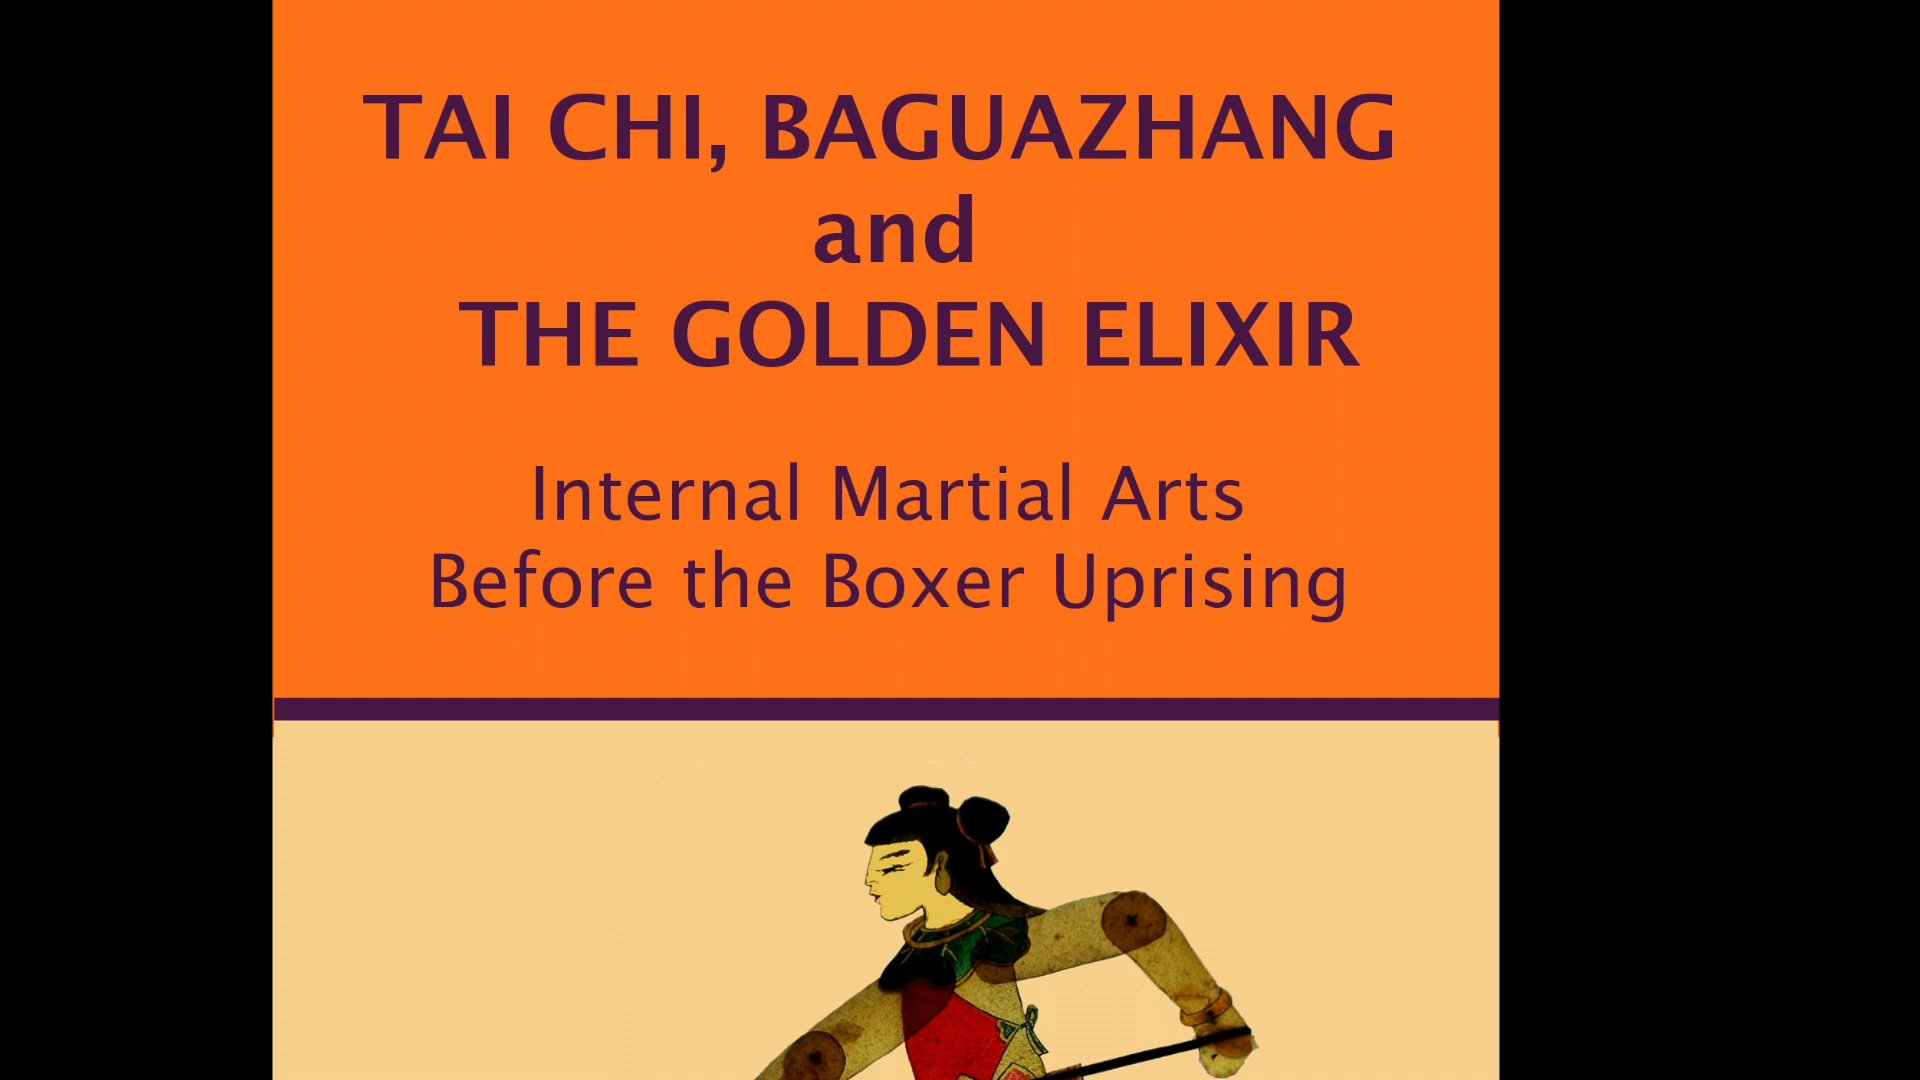 TAI CHI, BAGUAZHANG
and
THE GOLDEN ELIXIR
Internal Martial Arts
Before the Boxer Uprising